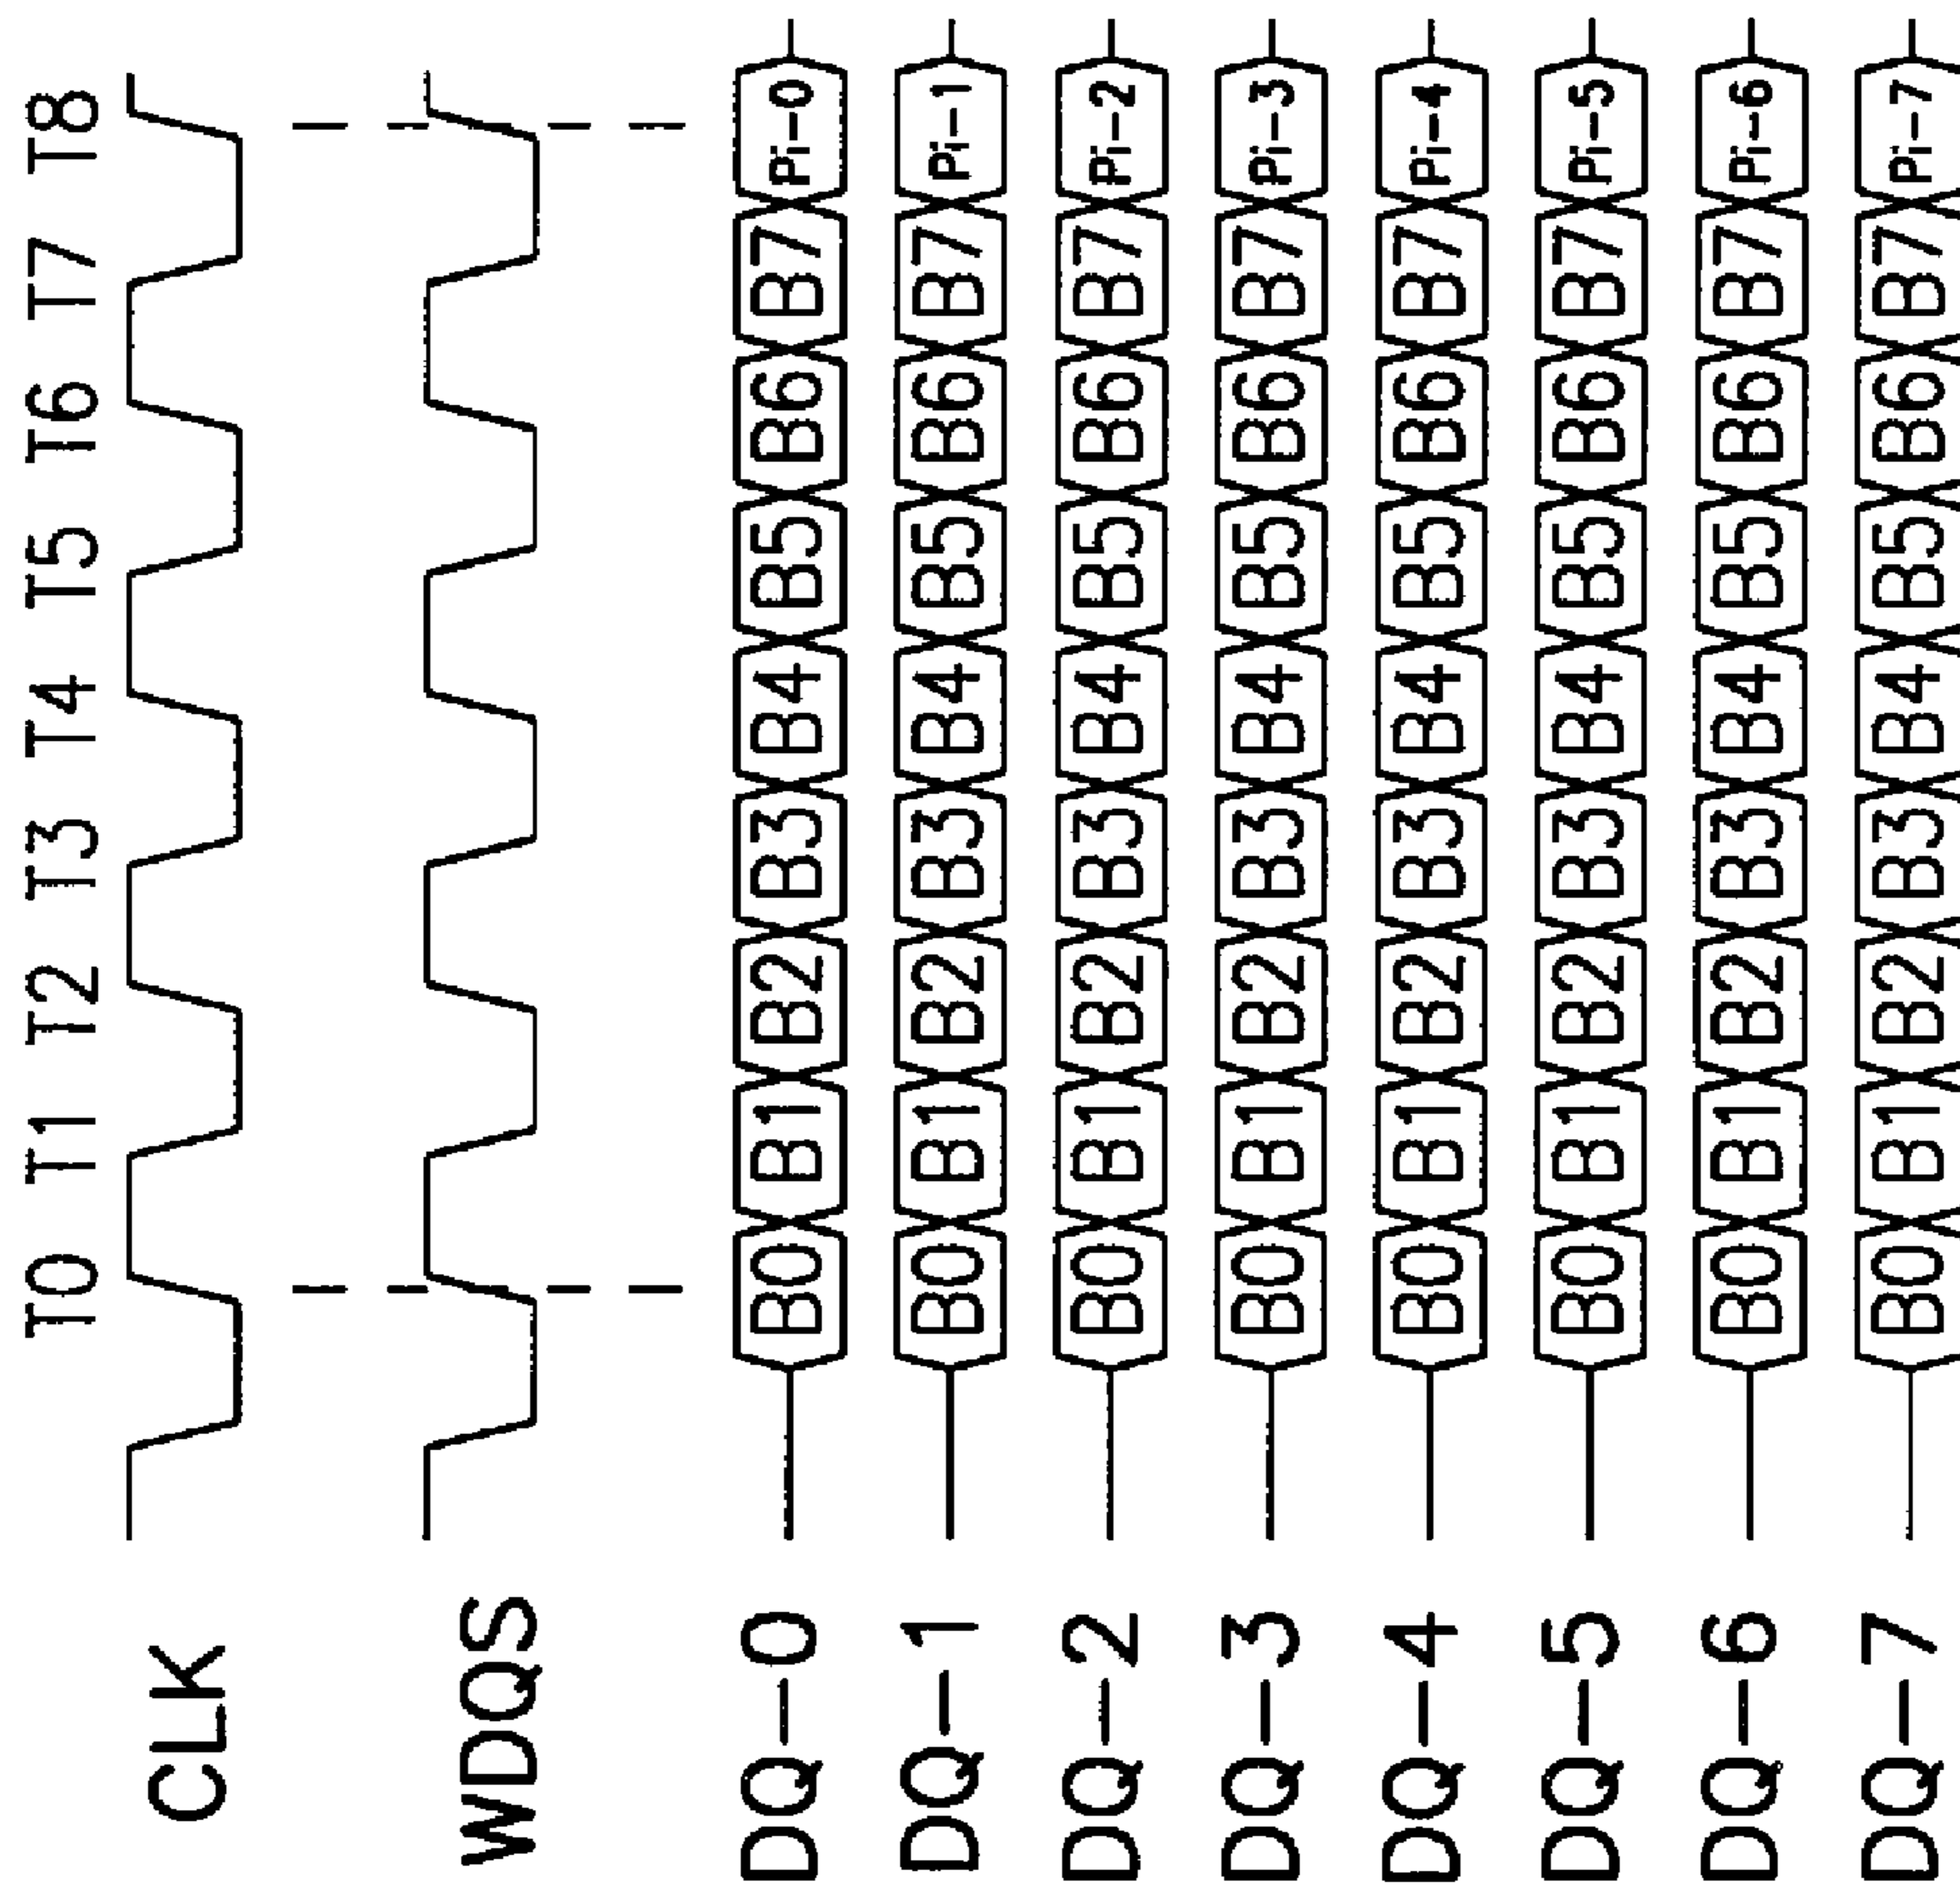 T0 T1 T2 T3 T4 T5 T6 T7 T8
CLK
WDQS
DQ-0 B0 B1 B2 B3 B4 B5 B6 B7 Pi-0
DQ-1 B0 B1 B2 B3 B4 B5 B6 B7 Pi-1
DQ-2 B0 B1 B2 B3 B4 B5 B6 B7 Pi-2
DQ-3 B0 B1 B2 B3 B4 B5 B6 B7 Pi-3
DQ-4 B0 B1 B2 B3 B4 B5 B6 B7 Pi-4
DQ-5 B0 B1 B2 B3 B4 B5 B6 B7 Pi-5
DQ-6 B0 B1 B2 B3 B4 B5 B6 B7 Pi-6
DQ-7 B0 B1 B2 B3 B4 B5 B6 B7 Pi-7